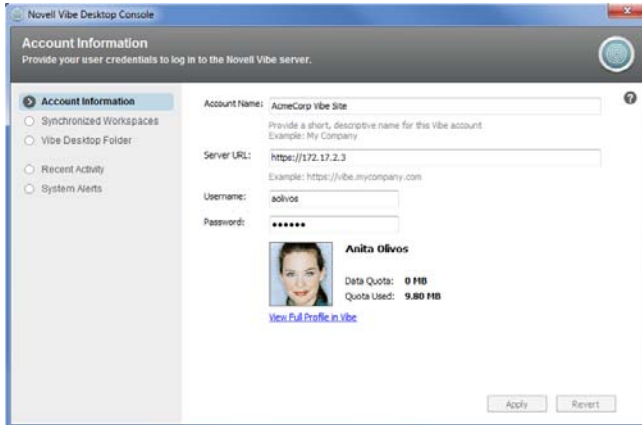 Novell Vibe Desktop Console
Account Information
Provide your user credentials to log in to the Novell Vibe server.
Account Information
Synchronized Workspaces
Vibe Desktop Folder
Recent Activity
System Alerts
Account Name: AcmeCorp Vibe Site
Provide a short, descriptive name for this Vibe account
Example: My Company
Server URL: https://172.17.2.3
Example: https://vibe.mycompany.com
Username: aolivos
Password: ••••••
Anita Olivos
Data Quota: 0 MB
Quota Used: 9.80 MB
View Full Profile in Vibe
Apply Revert